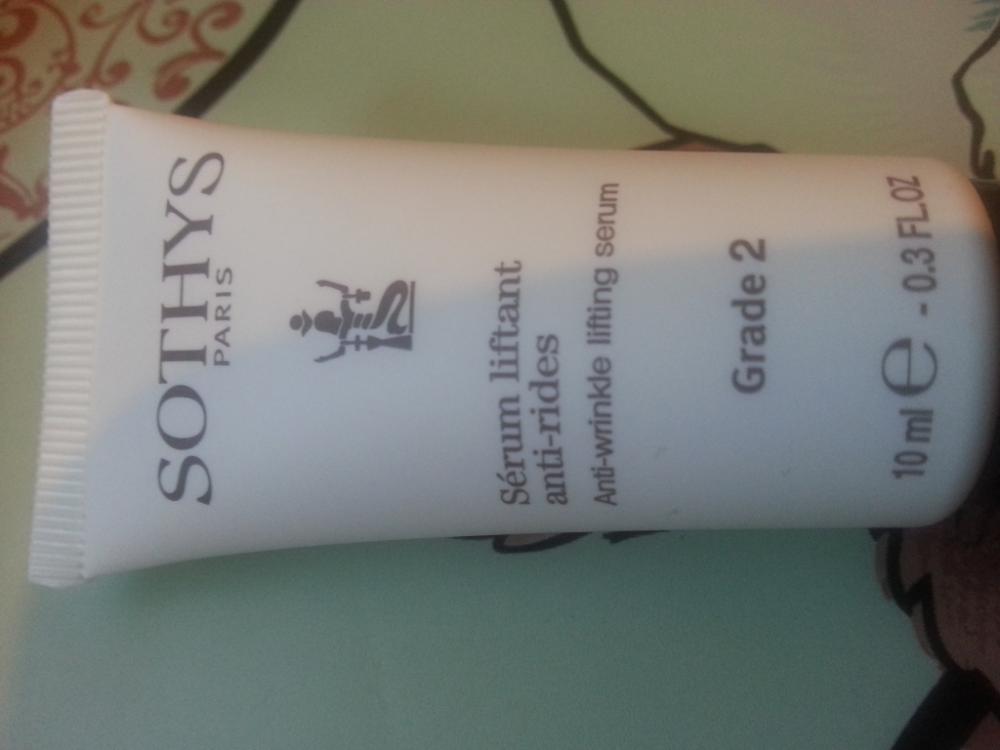 SOTHYS
PARIS
Sérum liftant
anti-rides
Anti-wrinkle lifting serum
Grade 2
10 ml ℮ - 0.3 FL.OZ